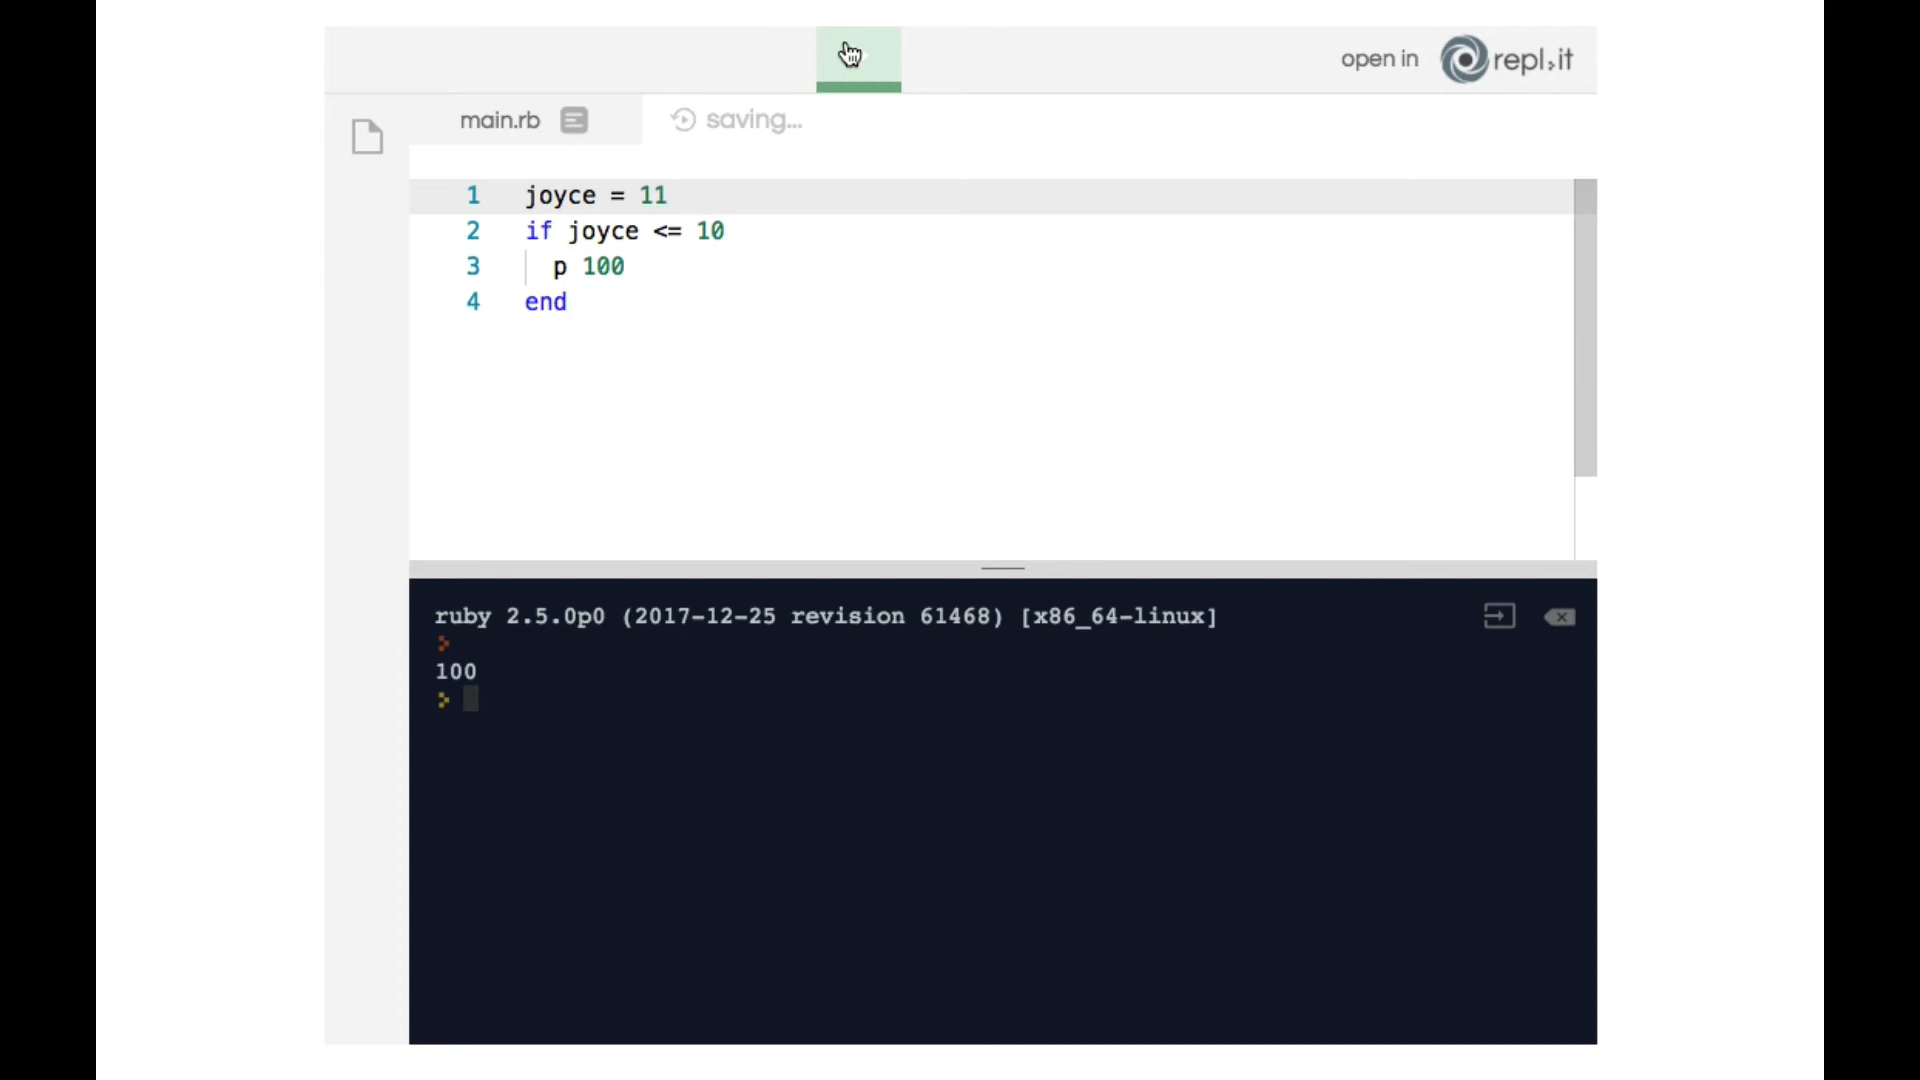 open in repl.it
main.rb saving...
1 joyce = 11
2 if joyce <= 10
3 p 100
4 end
ruby 2.5.0p0 (2017-12-25 revision 61468) [x86_64-linux]
100